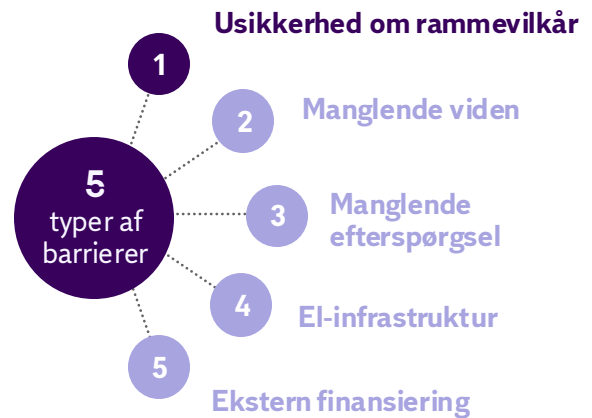 Usikkerhed om rammevilkår
1
2
Manglende viden
5
typer af
barrierer
3
Manglende
efterspørgsel
4
El-infrastruktur
5
Ekstern finansiering